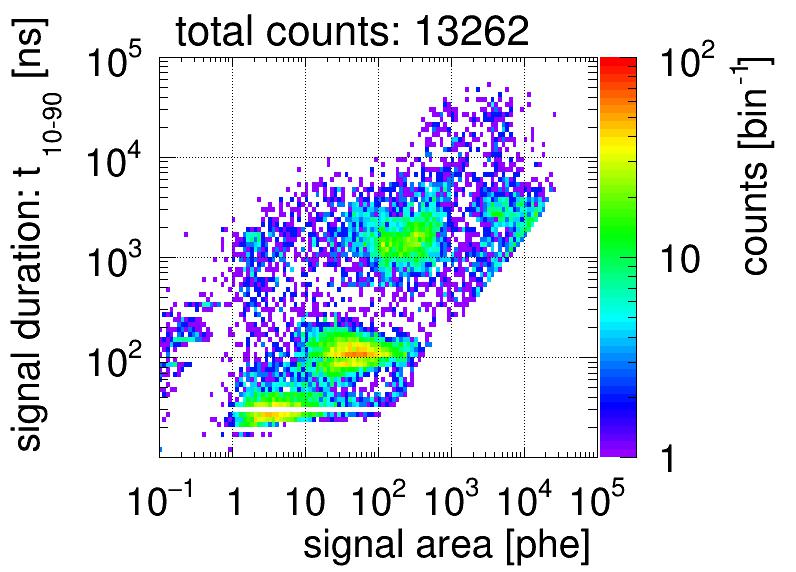 total counts: 13262
signal duration: t 10-90 [ns]
10^5
10^4
10^3
10^2
10^−1 1 10 10^2 10^3 10^4 10^5
signal area [phe]
10^2
10
1
counts [bin^-1]